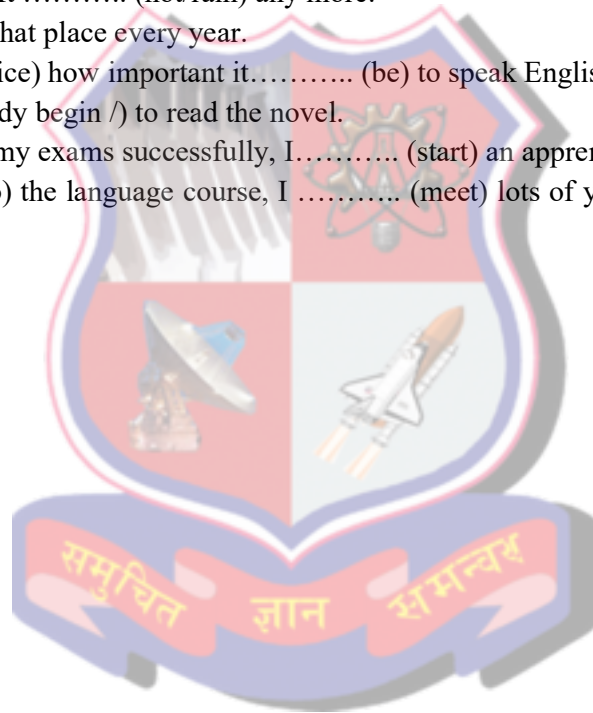 (not rain) any more.
hat place every year.
ice) how important it……….. (be) to speak Englis
dy begin /) to read the novel.
my exams successfully, I……….. (start) an appren
) the language course, I ……….. (meet) lots of y
समुचित ज्ञान समन्वय